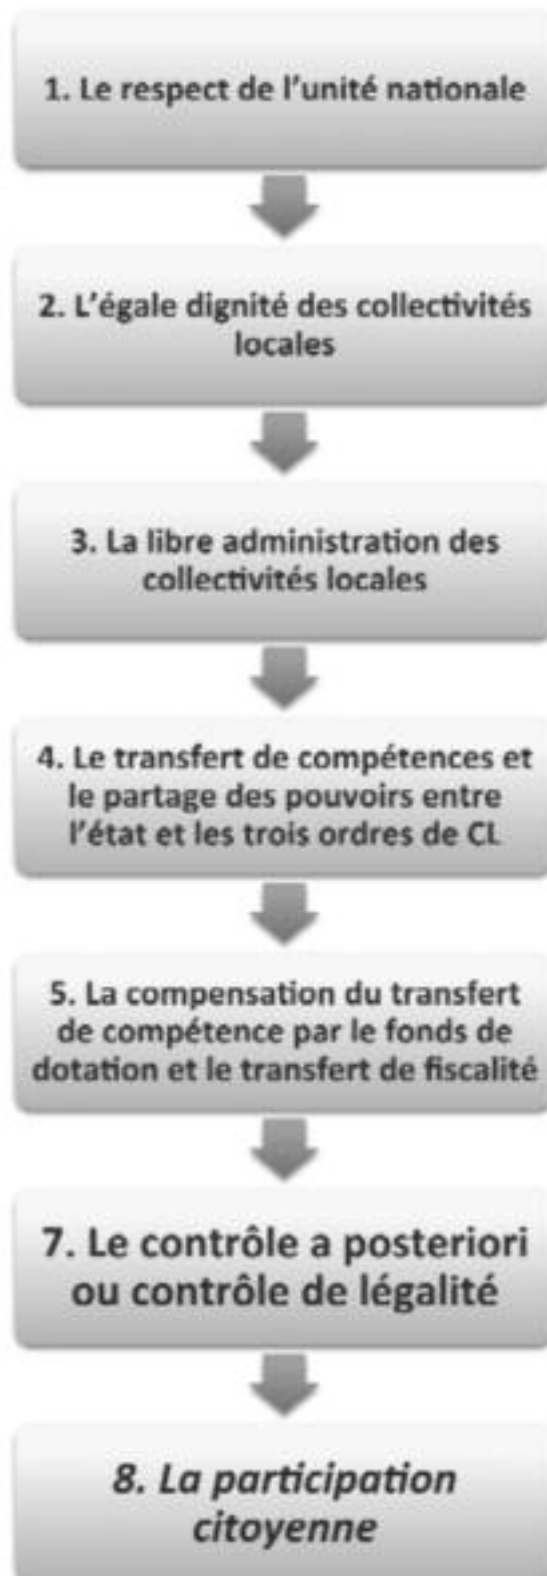 1. Le respect de l’unité nationale
2. L’égale dignité des collectivités
locales
3. La libre administration des
collectivités locales
4. Le transfert de compétences et
le partage des pouvoirs entre
l’état et les trois ordres de CL
5. La compensation du transfert
de compétence par le fonds de
dotation et le transfert de fiscalité
7. Le contrôle a posteriori
ou contrôle de légalité
8. La participation
citoyenne